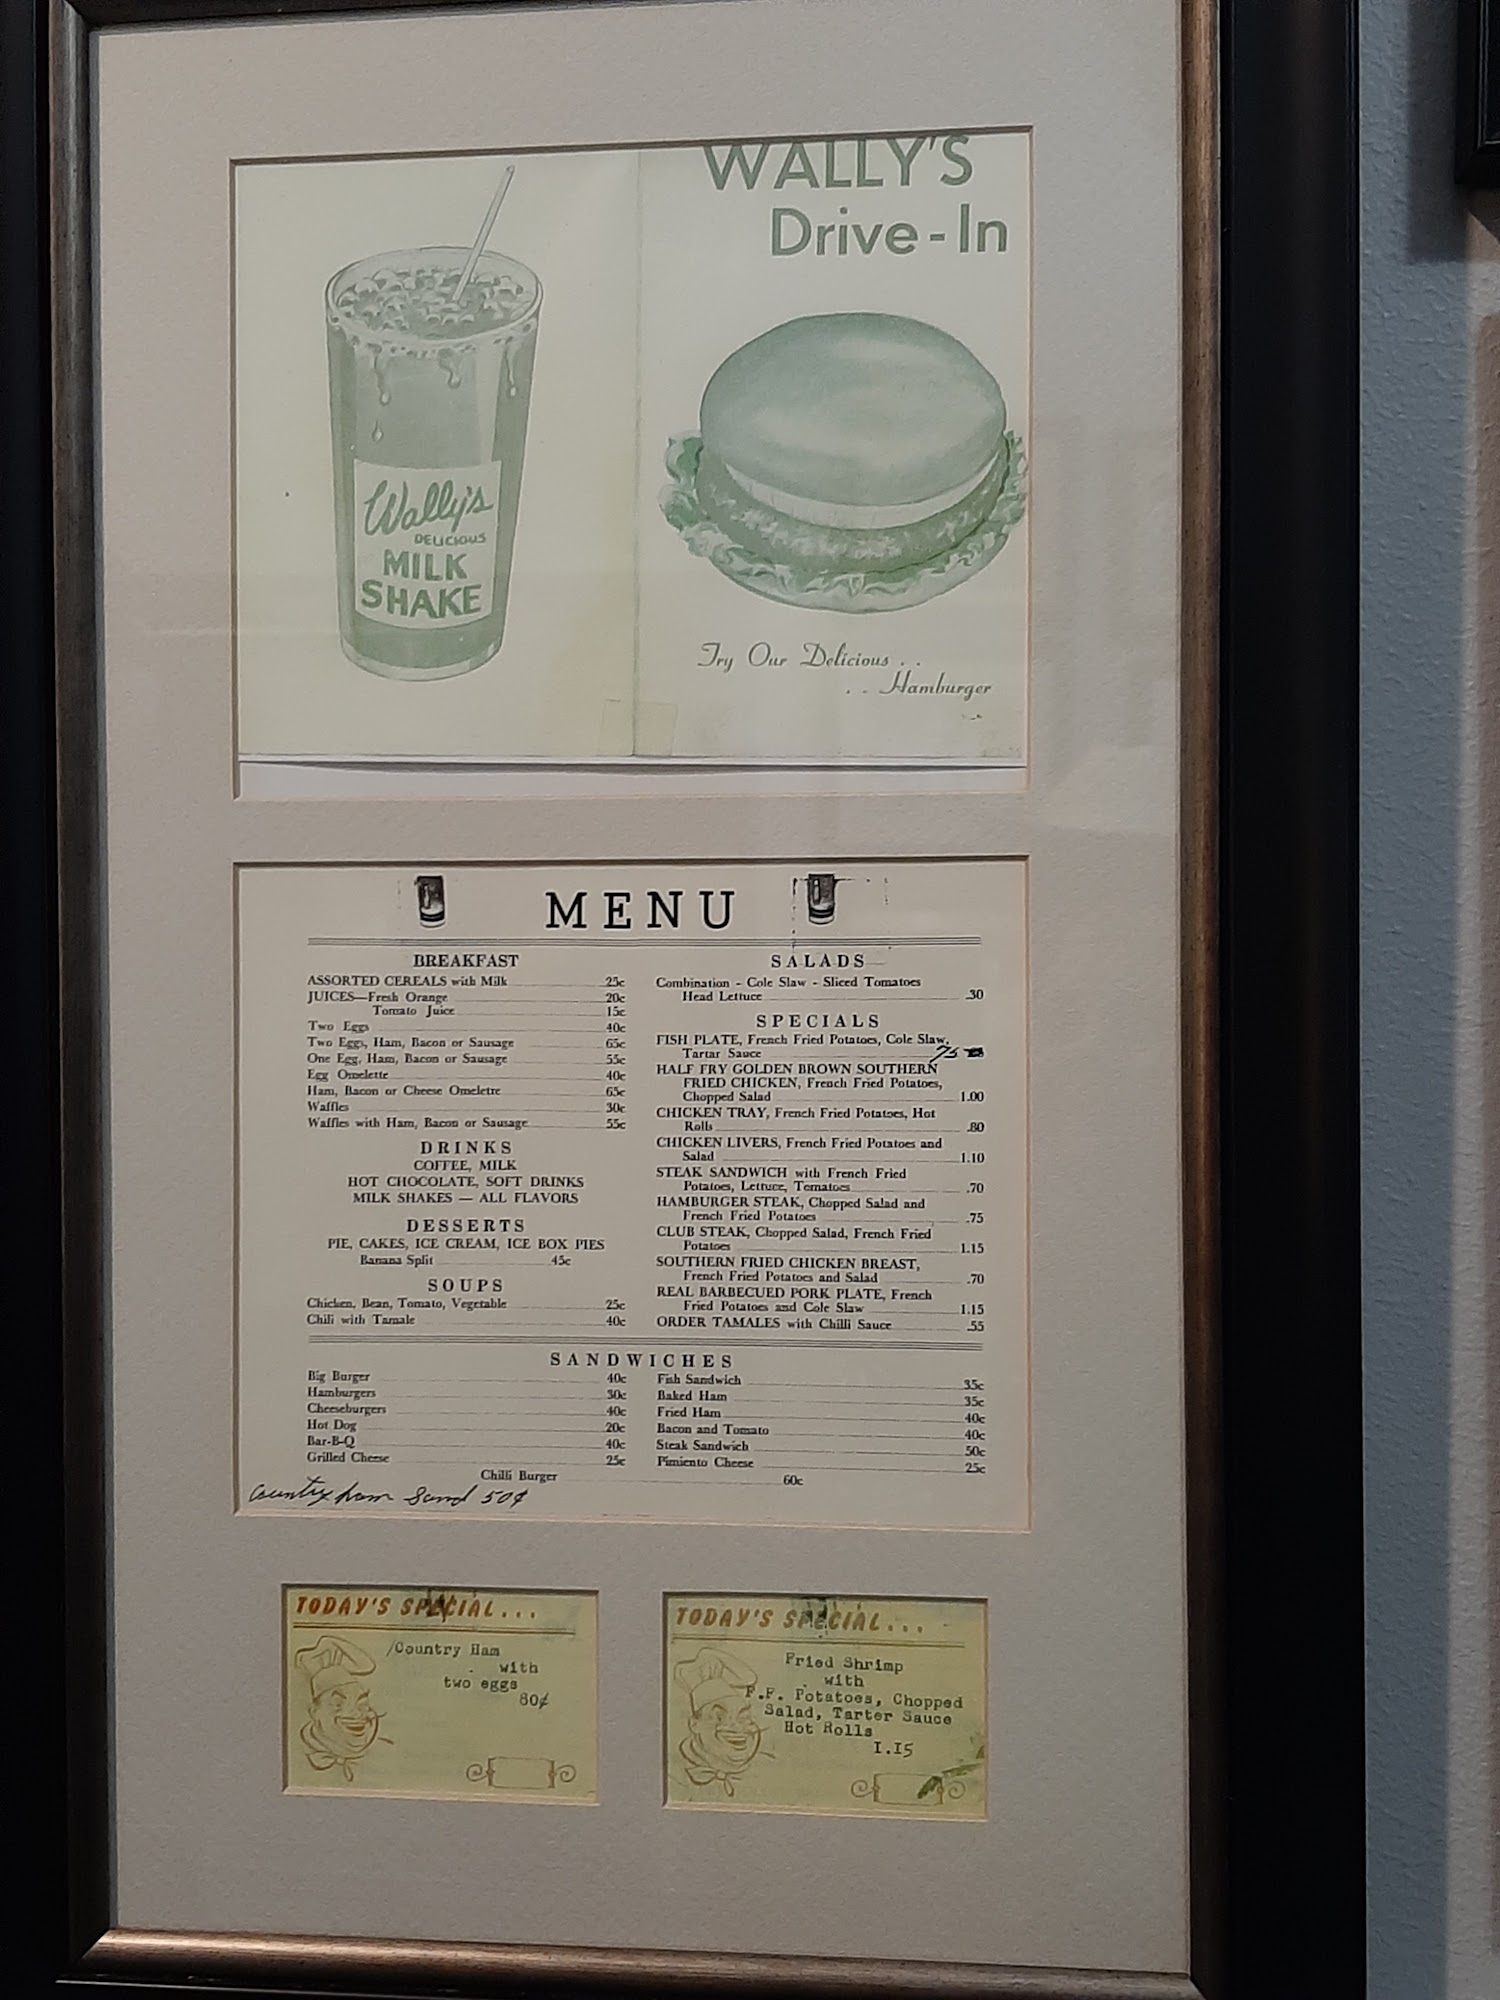 WALLY'S
Drive-In
Wally's
DELICIOUS
MILK
SHAKE
Try Our Delicious . .
. . Hamburger
MENU
BREAKFAST
ASSORTED CEREALS with Milk 25c
JUICES—Fresh Orange 20c
Tomato Juice 15c
Two Eggs 40c
Two Eggs, Ham, Bacon or Sausage 65c
One Egg, Ham, Bacon or Sausage 55c
Egg Omelette 40c
Ham, Bacon or Cheese Omeletre 65c
Waffles 30c
Waffles with Ham, Bacon or Sausage 55c
DRINKS
COFFEE, MILK
HOT CHOCOLATE, SOFT DRINKS
MILK SHAKES — ALL FLAVORS
DESSERTS
PIE, CAKES, ICE CREAM, ICE BOX PIES
Banana Split 45c
SOUPS
Chicken, Bean, Tomato, Vegetable 25c
Chili with Tamale 40c
SALADS
Combination - Cole Slaw - Sliced Tomatoes
Head Lettuce .30
SPECIALS
FISH PLATE, French Fried Potatoes, Cole Slaw,
Tartar Sauce 75
HALF FRY GOLDEN BROWN SOUTHERN
FRIED CHICKEN, French Fried Potatoes,
Chopped Salad 1.00
CHICKEN TRAY, French Fried Potatoes, Hot
Rolls .80
CHICKEN LIVERS, French Fried Potatoes and
Salad 1.10
STEAK SANDWICH with French Fried
Potatoes, Lettuce, Tomatoes .70
HAMBURGER STEAK, Chopped Salad and
French Fried Potatoes .75
CLUB STEAK, Chopped Salad, French Fried
Potatoes 1.15
SOUTHERN FRIED CHICKEN BREAST,
French Fried Potatoes and Salad .70
REAL BARBECUED PORK PLATE, French
Fried Potatoes and Cole Slaw 1.15
ORDER TAMALES with Chilli Sauce .55
SANDWICHES
Big Burger 40c
Hamburgers 30c
Cheeseburgers 40c
Hot Dog 20c
Bar-B-Q 40c
Grilled Cheese 25c
Fish Sandwich 35c
Baked Ham 35c
Fried Ham 40c
Bacon and Tomato 40c
Steak Sandwich 50c
Pimiento Cheese 25c
Chilli Burger 60c
Country ham Sand 50¢
TODAY'S SPECIAL...
Country Ham
with
two eggs
80¢
TODAY'S SPECIAL...
Fried Shrimp
with
F.F. Potatoes, Chopped
Salad, Tarter Sauce
Hot Rolls
1.15